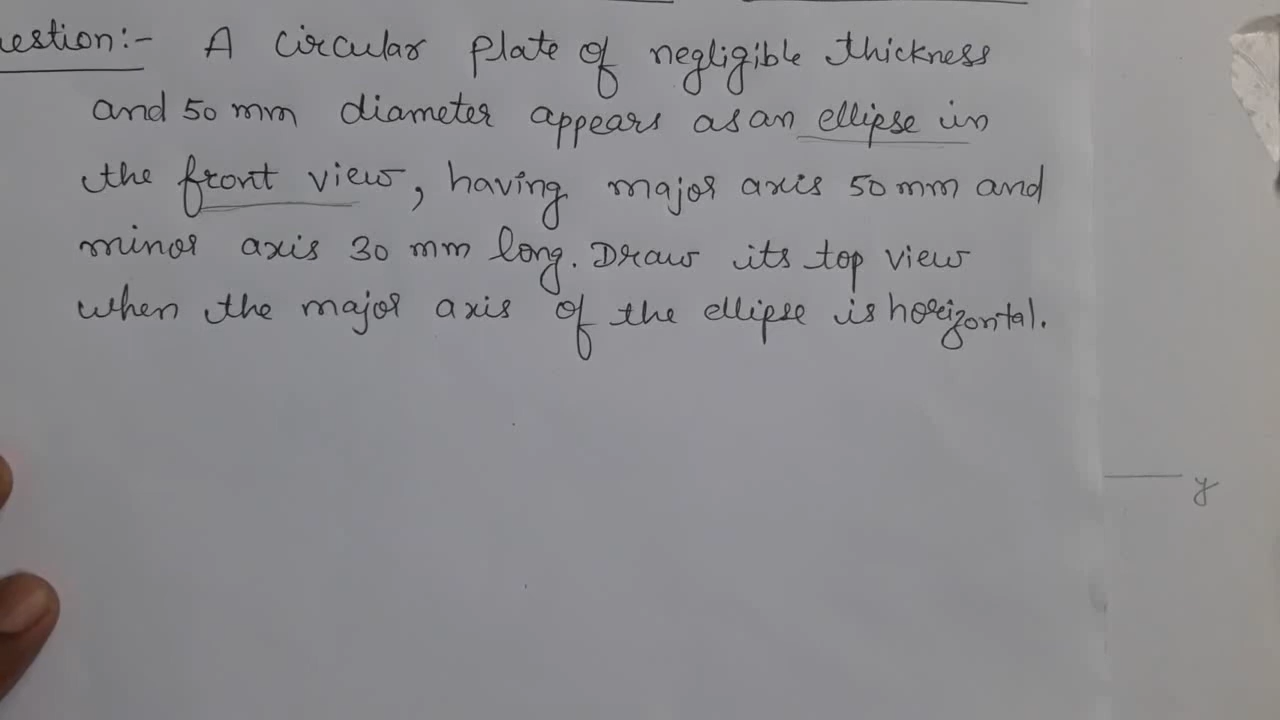 uestion:- A circular plate of negligible thickness
and 50 mm diameter appears as an ellipse in
the front view, having major axis 50 mm and
minor axis 30 mm long. Draw its top view
when the major axis of the ellipse is horizontal.
y